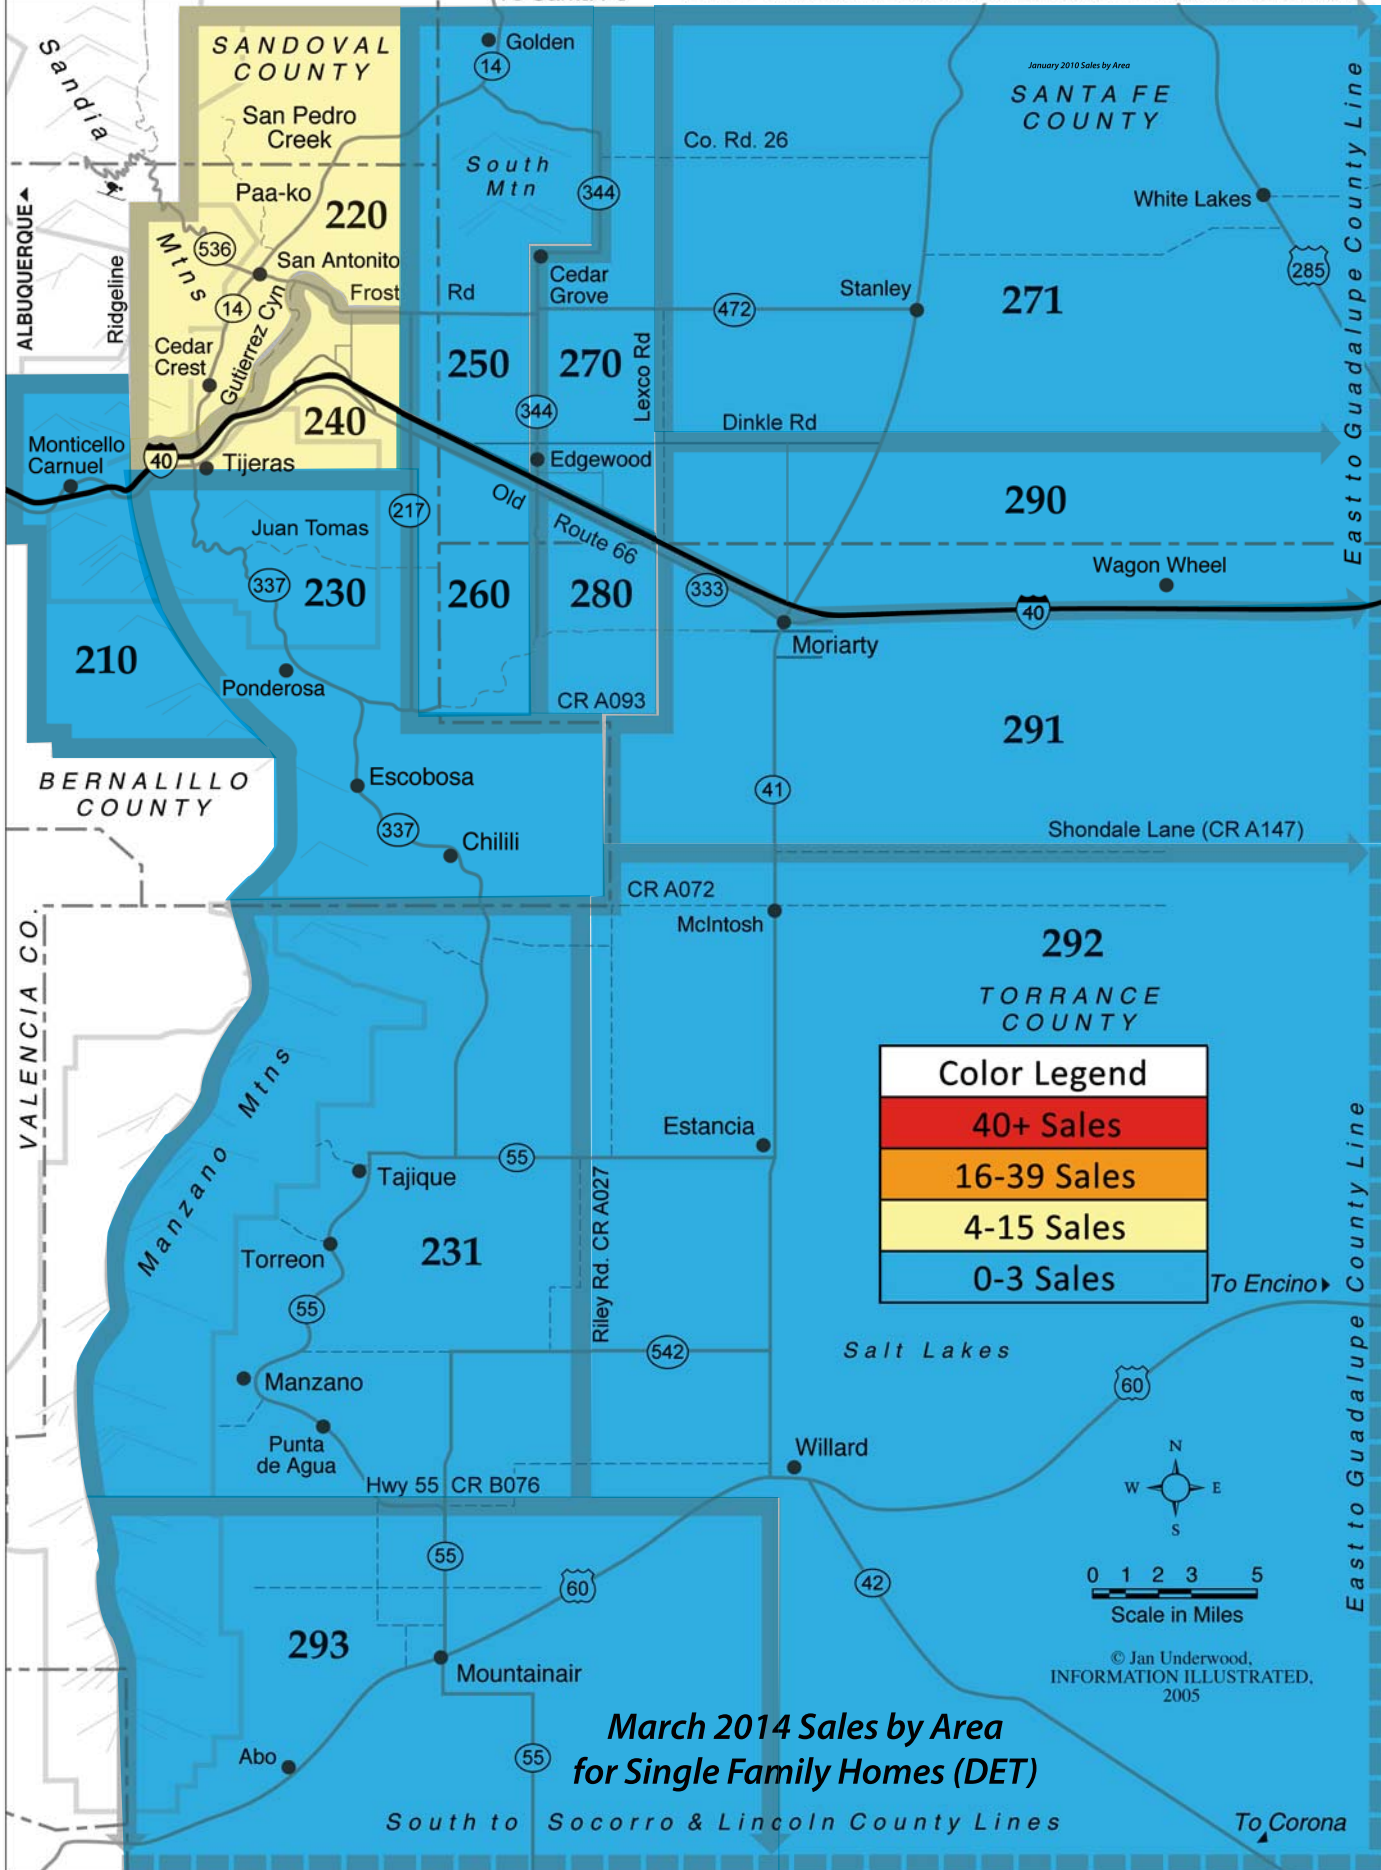 Golden
14
SANDOVAL
COUNTY
San Pedro
Creek
Sandia
Mtns
January 2010 Sales by Area
SANTA FE
COUNTY
East to Guadalupe County Line
Co. Rd. 26
South
Mtn
344
Paa-ko
220
White Lakes
ALBUQUERQUE
Ridgeline
536
San Antonito
Frost
Rd
14
Gutierrez Cyn
Cedar
Grove
472
Stanley
285
271
Cedar
Crest
250
270
Lexco Rd
344
240
Dinkle Rd
Monticello
Carnuel
40
Tijeras
Edgewood
Old
Route 66
217
290
Juan Tomas
337
230
260
280
333
Wagon Wheel
40
Moriarty
210
Ponderosa
CR A093
291
BERNALILLO
COUNTY
Escobosa
337
Chilili
41
Shondale Lane (CR A147)
VALENCIA CO.
CR A072
McIntosh
292
TORRANCE
COUNTY
Manzano Mtns
Color Legend
40+ Sales
16-39 Sales
4-15 Sales
0-3 Sales
Estancia
55
Tajique
Riley Rd. CR A027
231
Torreon
55
To Encino
East to Guadalupe County Line
542
Salt Lakes
60
Manzano
Punta
de Agua
Willard
Hwy 55
CR B076
N
W
E
S
55
60
42
0 1 2 3 5
Scale in Miles
293
Mountainair
© Jan Underwood,
INFORMATION ILLUSTRATED,
2005
March 2014 Sales by Area
for Single Family Homes (DET)
Abo
55
South to Socorro & Lincoln County Lines
To Corona